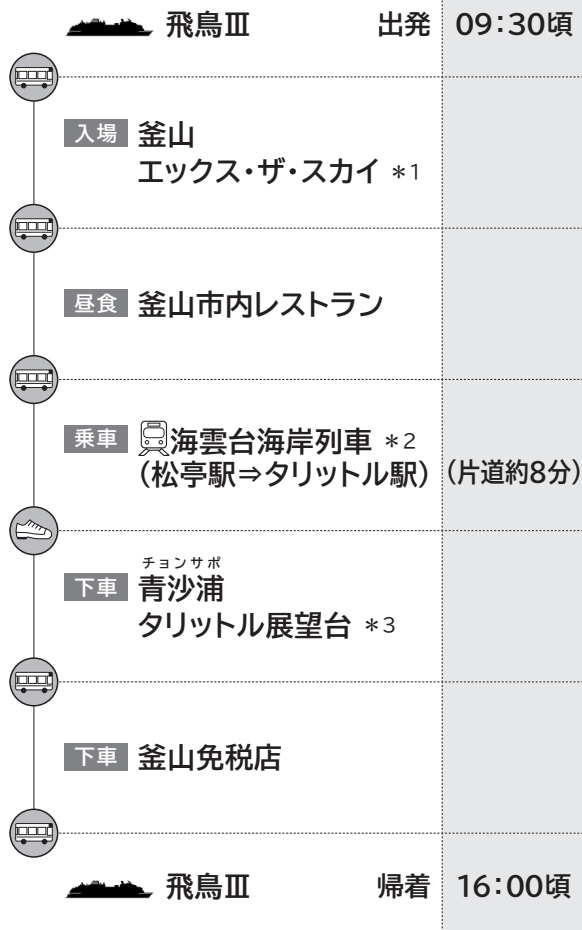 飛鳥Ⅲ 出発 09:30頃
入場 釜山
エックス・ザ・スカイ *1
昼食 釜山市内レストラン
乗車 海雲台海岸列車 *2
(松亭駅⇒タリットル駅) (片道約8分)
チョンサポ
下車 青沙浦
タリットル展望台 *3
下車 釜山免税店
飛鳥Ⅲ 帰着 16:00頃